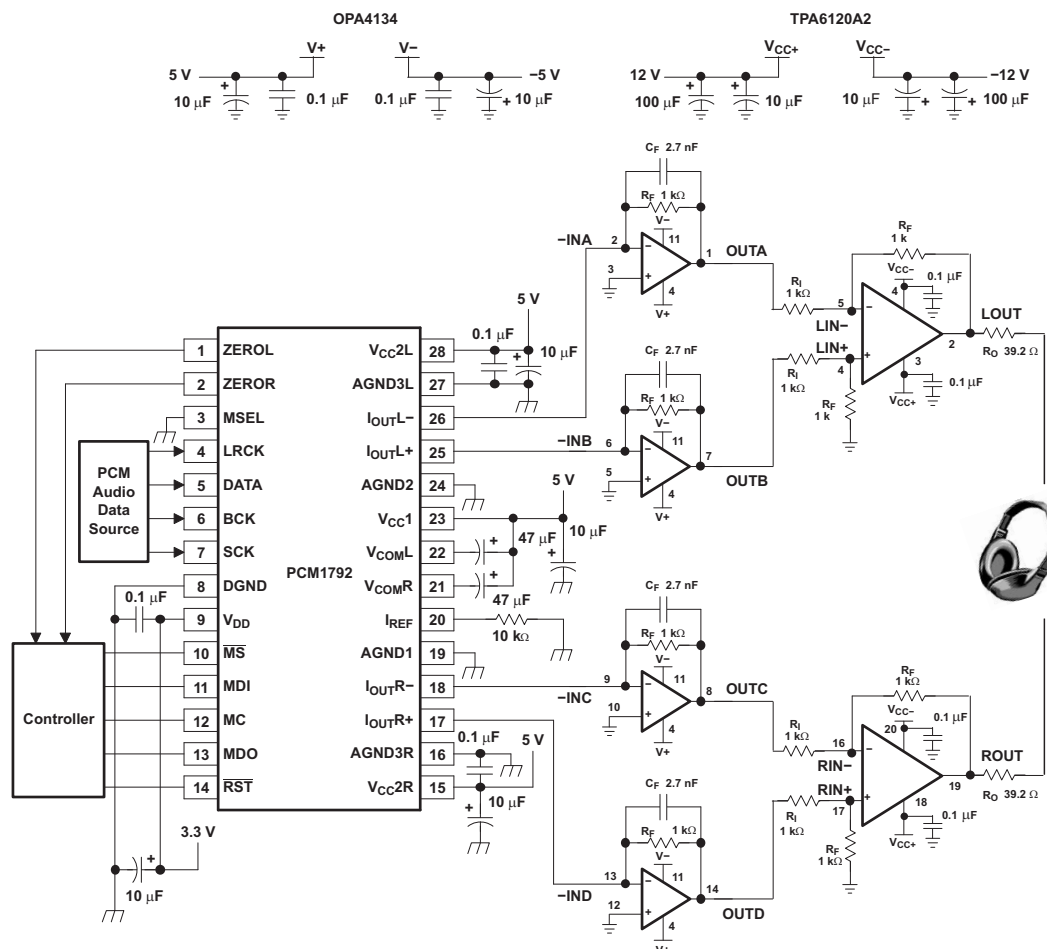 OPA4134
TPA6120A2
V+
V−
VCC+
VCC−
5 V
−5 V
12 V
−12 V
10 µF
0.1 µF
0.1 µF
10 µF
100 µF
10 µF
10 µF
100 µF
CF 2.7 nF
RF 1 kΩ
V−
11
−INA
2
−
1
OUTA
3
+
4
V+
RF
1 k
VCC−
0.1 µF
4
RI
1 kΩ
5
−
LIN−
LIN+
4
+
2
LOUT
RO 39.2 Ω
3
0.1 µF
VCC+
RI
1 kΩ
RF
1 k
CF 2.7 nF
RF 1 kΩ
V−
11
−INB
6
−
7
OUTB
5
+
4
V+
5 V
0.1 µF
10 µF
1 ZEROL
VCC2L 28
2 ZEROR
AGND3L 27
3 MSEL
IOUTL− 26
4 LRCK
IOUTL+ 25
5 DATA
AGND2 24
6 BCK
VCC1 23
7 SCK
VCOML 22
PCM1792
8 DGND
VCOMR 21
9 VDD
IREF 20
10 MS
AGND1 19
11 MDI
IOUTR− 18
12 MC
IOUTR+ 17
13 MDO
AGND3R 16
14 RST
VCC2R 15
PCM
Audio
Data
Source
Controller
0.1 µF
3.3 V
+
10 µF
5 V
47 µF
10 µF
47 µF
10 kΩ
0.1 µF
5 V
10 µF
CF 2.7 nF
RF 1 kΩ
V−
11
−INC
9
−
8
OUTC
10
+
4
V+
RF
1 kΩ
VCC−
0.1 µF
20
RI
1 kΩ
16
−
RIN−
RIN+
17
+
19
ROUT
RO 39.2 Ω
18
0.1 µF
VCC+
RI
1 kΩ
RF
1 kΩ
CF 2.7 nF
RF 1 kΩ
V−
11
−IND
13
−
14
OUTD
12
+
4
V+